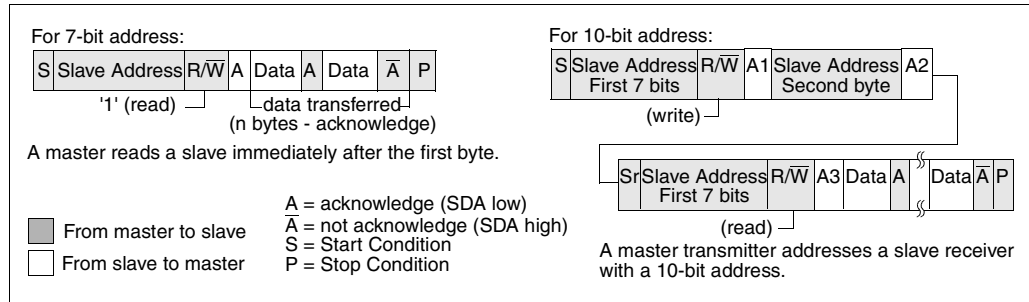 For 7-bit address:
S Slave Address R/W̅ A Data A Data A̅ P
'1' (read)
data transferred
(n bytes - acknowledge)
A master reads a slave immediately after the first byte.
From master to slave
From slave to master
A = acknowledge (SDA low)
A̅ = not acknowledge (SDA high)
S = Start Condition
P = Stop Condition
For 10-bit address:
S Slave Address First 7 bits R/W̅ A1 Slave Address Second byte A2
(write)
Sr Slave Address First 7 bits R/W̅ A3 Data A Data A̅ P
(read)
A master transmitter addresses a slave receiver
with a 10-bit address.